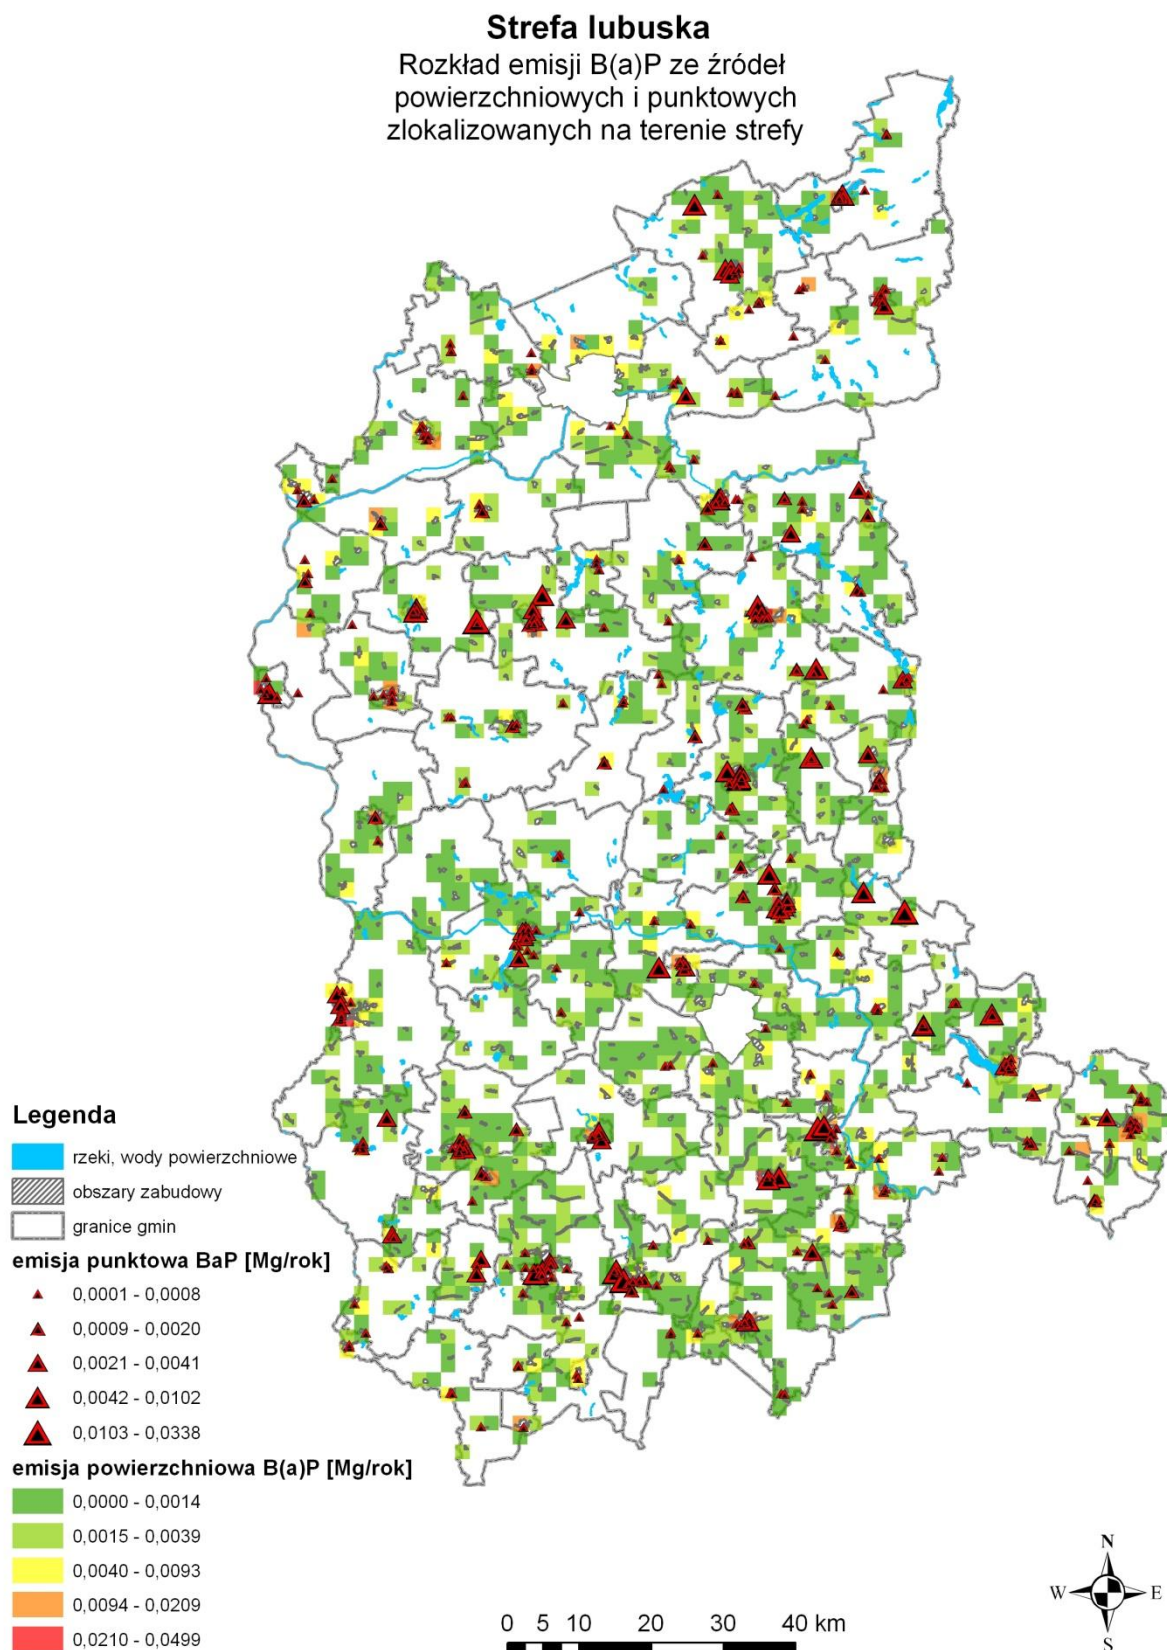 Strefa lubuska
Rozkład emisji B(a)P ze źródeł
powierzchniowych i punktowych
zlokalizowanych na terenie strefy
Legenda
rzeki, wody powierzchniowe
obszary zabudowy
granice gmin
emisja punktowa BaP [Mg/rok]
0,0001 - 0,0008
0,0009 - 0,0020
0,0021 - 0,0041
0,0042 - 0,0102
0,0103 - 0,0338
emisja powierzchniowa B(a)P [Mg/rok]
0,0000 - 0,0014
0,0015 - 0,0039
0,0040 - 0,0093
0,0094 - 0,0209
0,0210 - 0,0499
0 5 10 20 30 40 km
N
W E
S